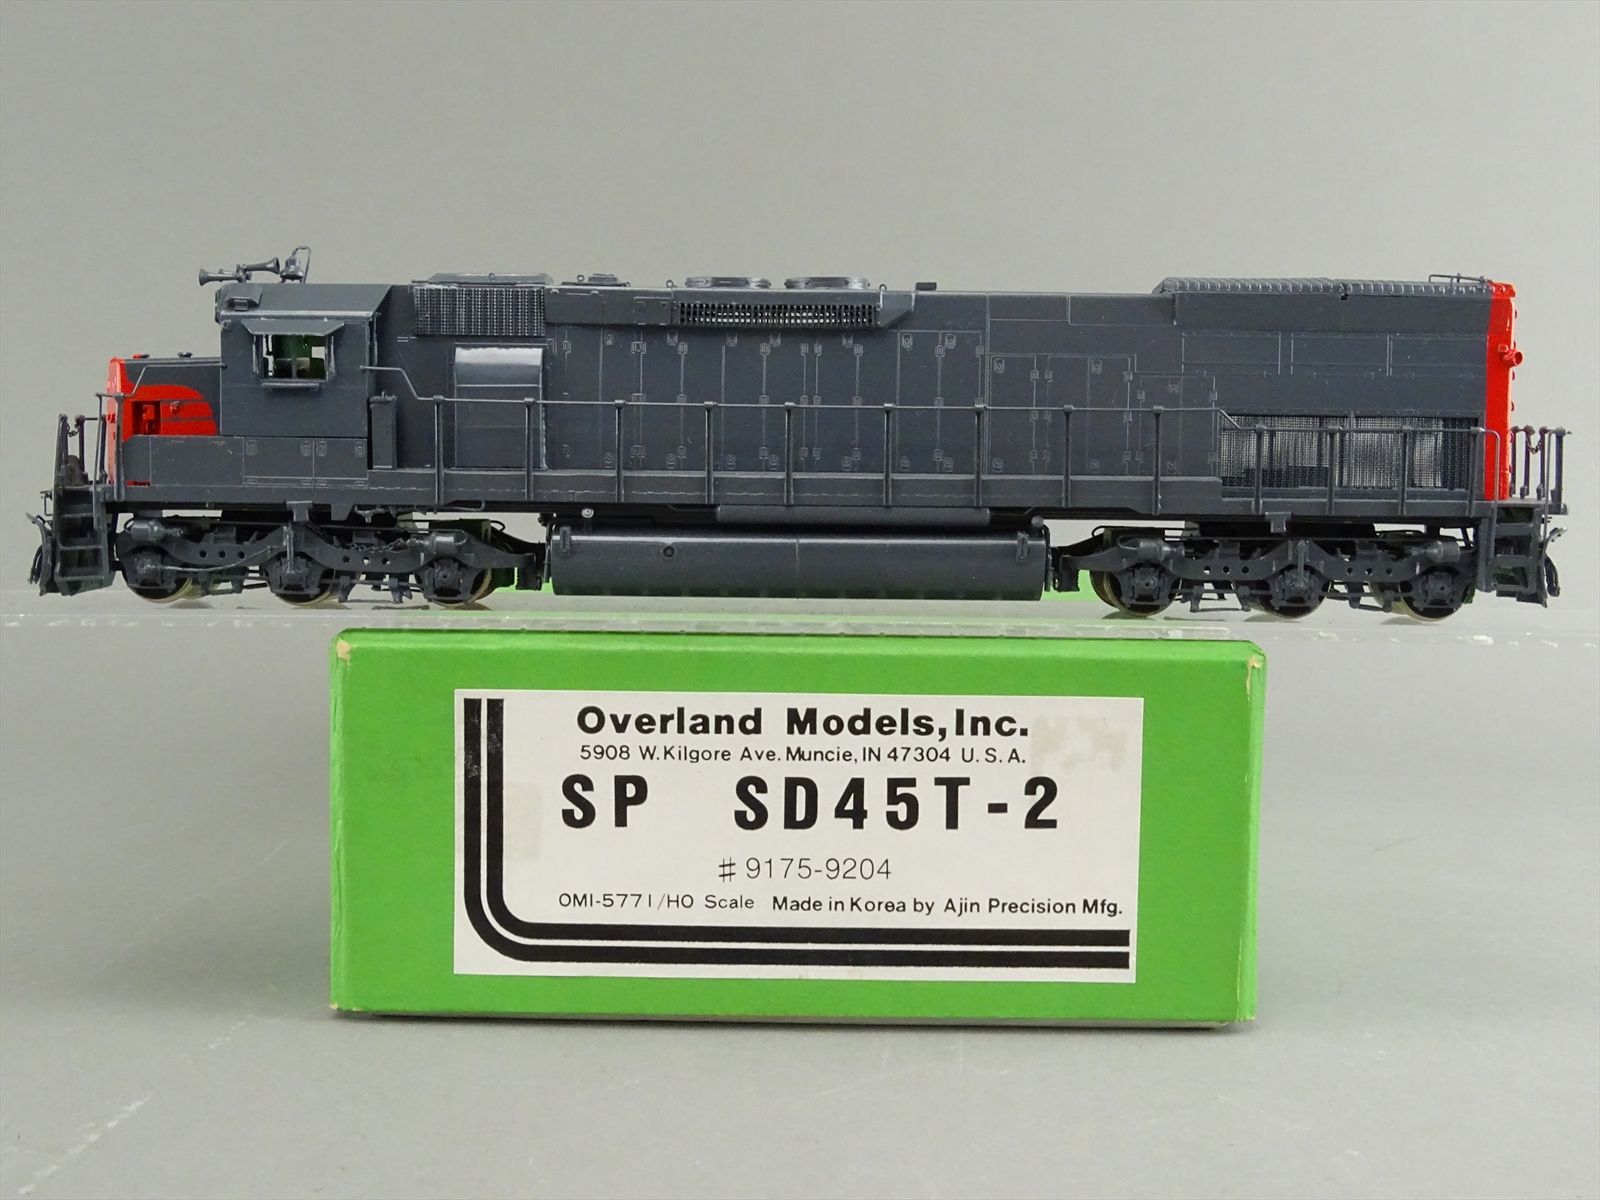 Overland Models, Inc.
5908 W. Kilgore Ave. Muncie, IN 47304 U. S. A.
SP SD45T-2
# 9175-9204
OMI-5771/HO Scale Made in Korea by Ajin Precision Mfg.